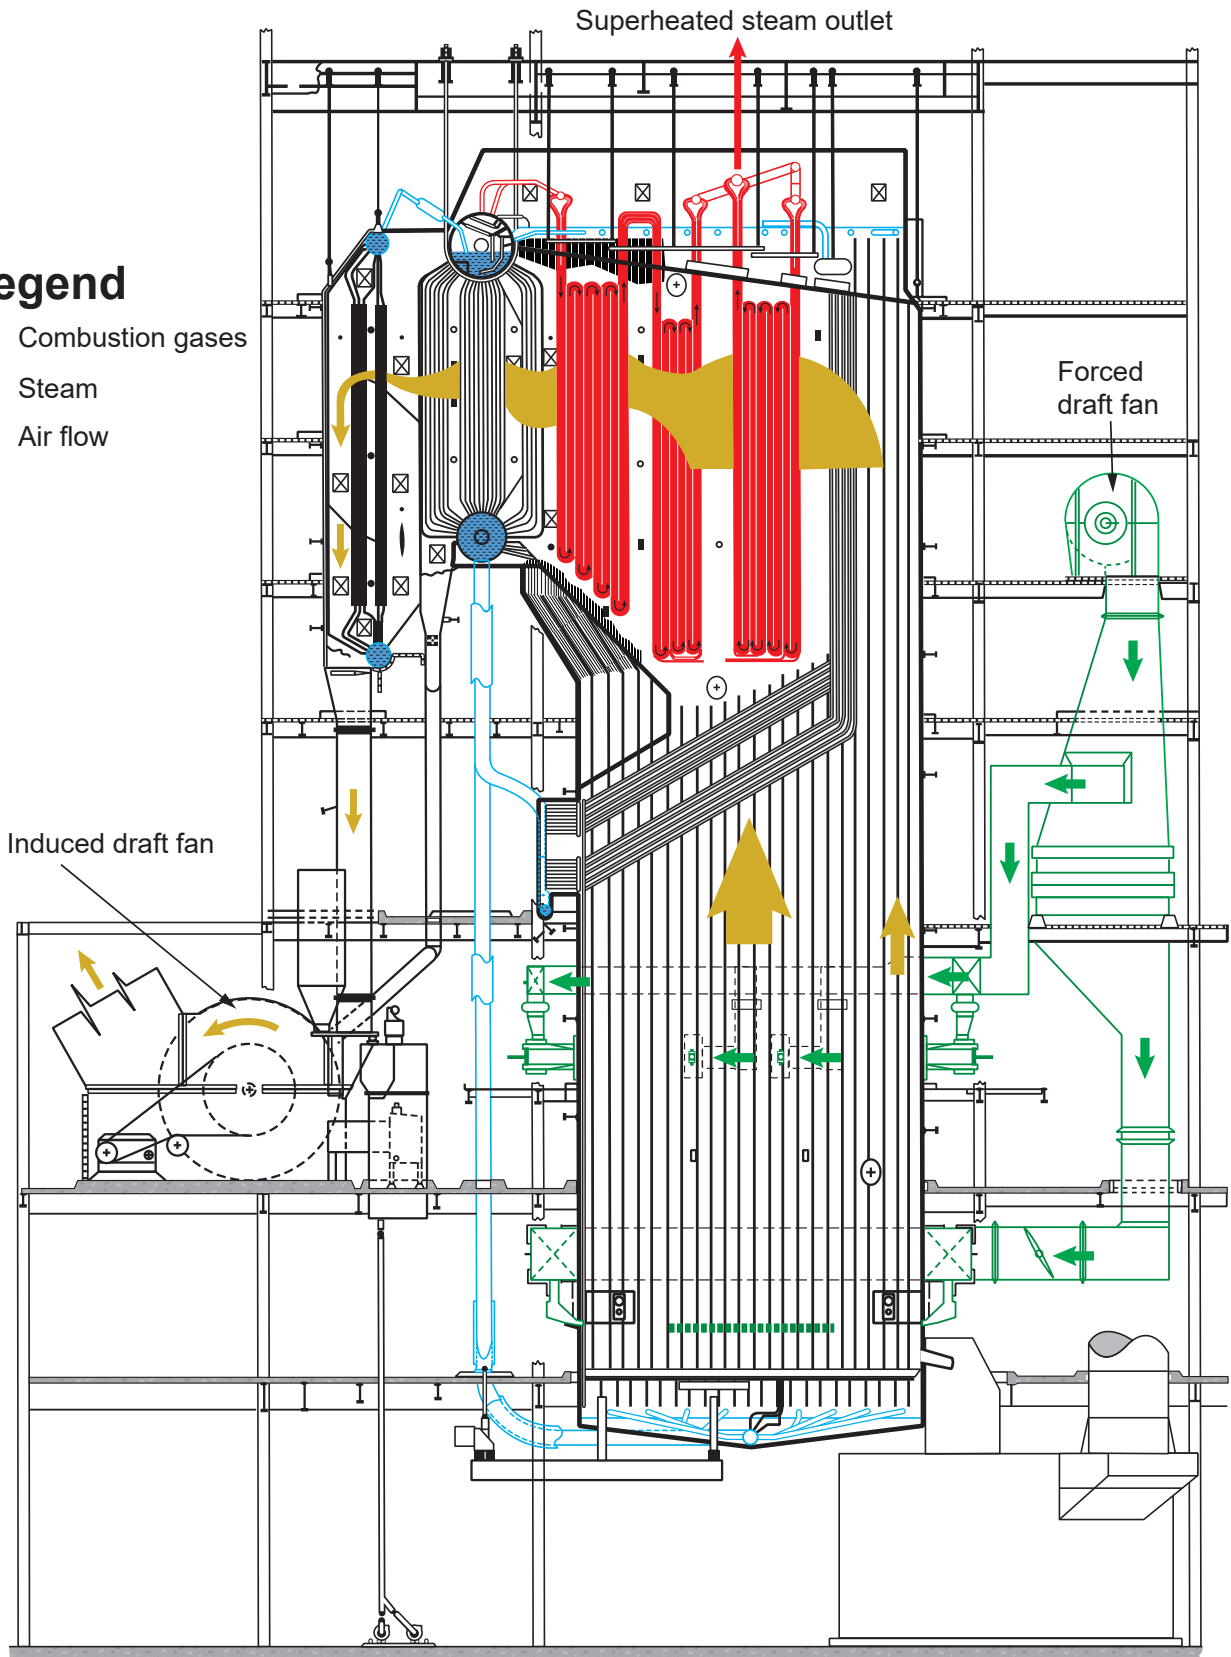 Superheated steam outlet
egend
Combustion gases
Steam
Air flow
Forced
draft fan
Induced draft fan